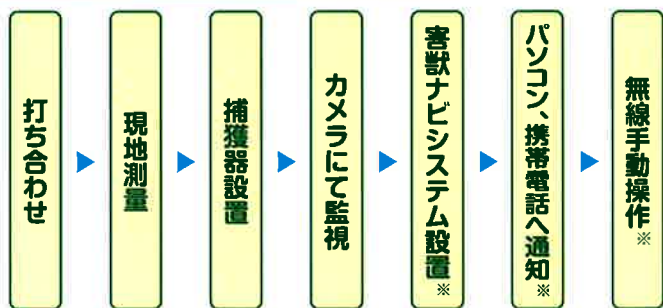 打ち合わせ
現地測量
捕獲器設置
カメラにて監視
害獣ナビシステム設置※
パソコン、携帯電話へ通知※
無線手動操作※